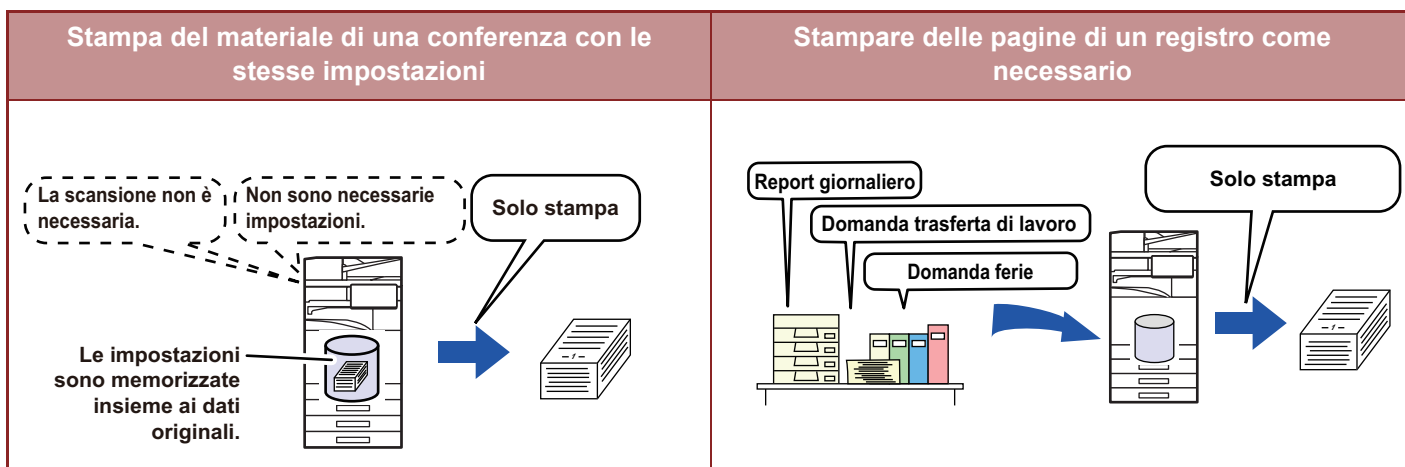 Stampa del materiale di una conferenza con le
stesse impostazioni
Stampare delle pagine di un registro come
necessario
La scansione non è
necessaria.
Non sono necessarie
impostazioni.
Solo stampa
Le impostazioni
sono memorizzate
insieme ai dati
originali.
-1-
Report giornaliero
Domanda trasferta di lavoro
Domanda ferie
Solo stampa
-1-